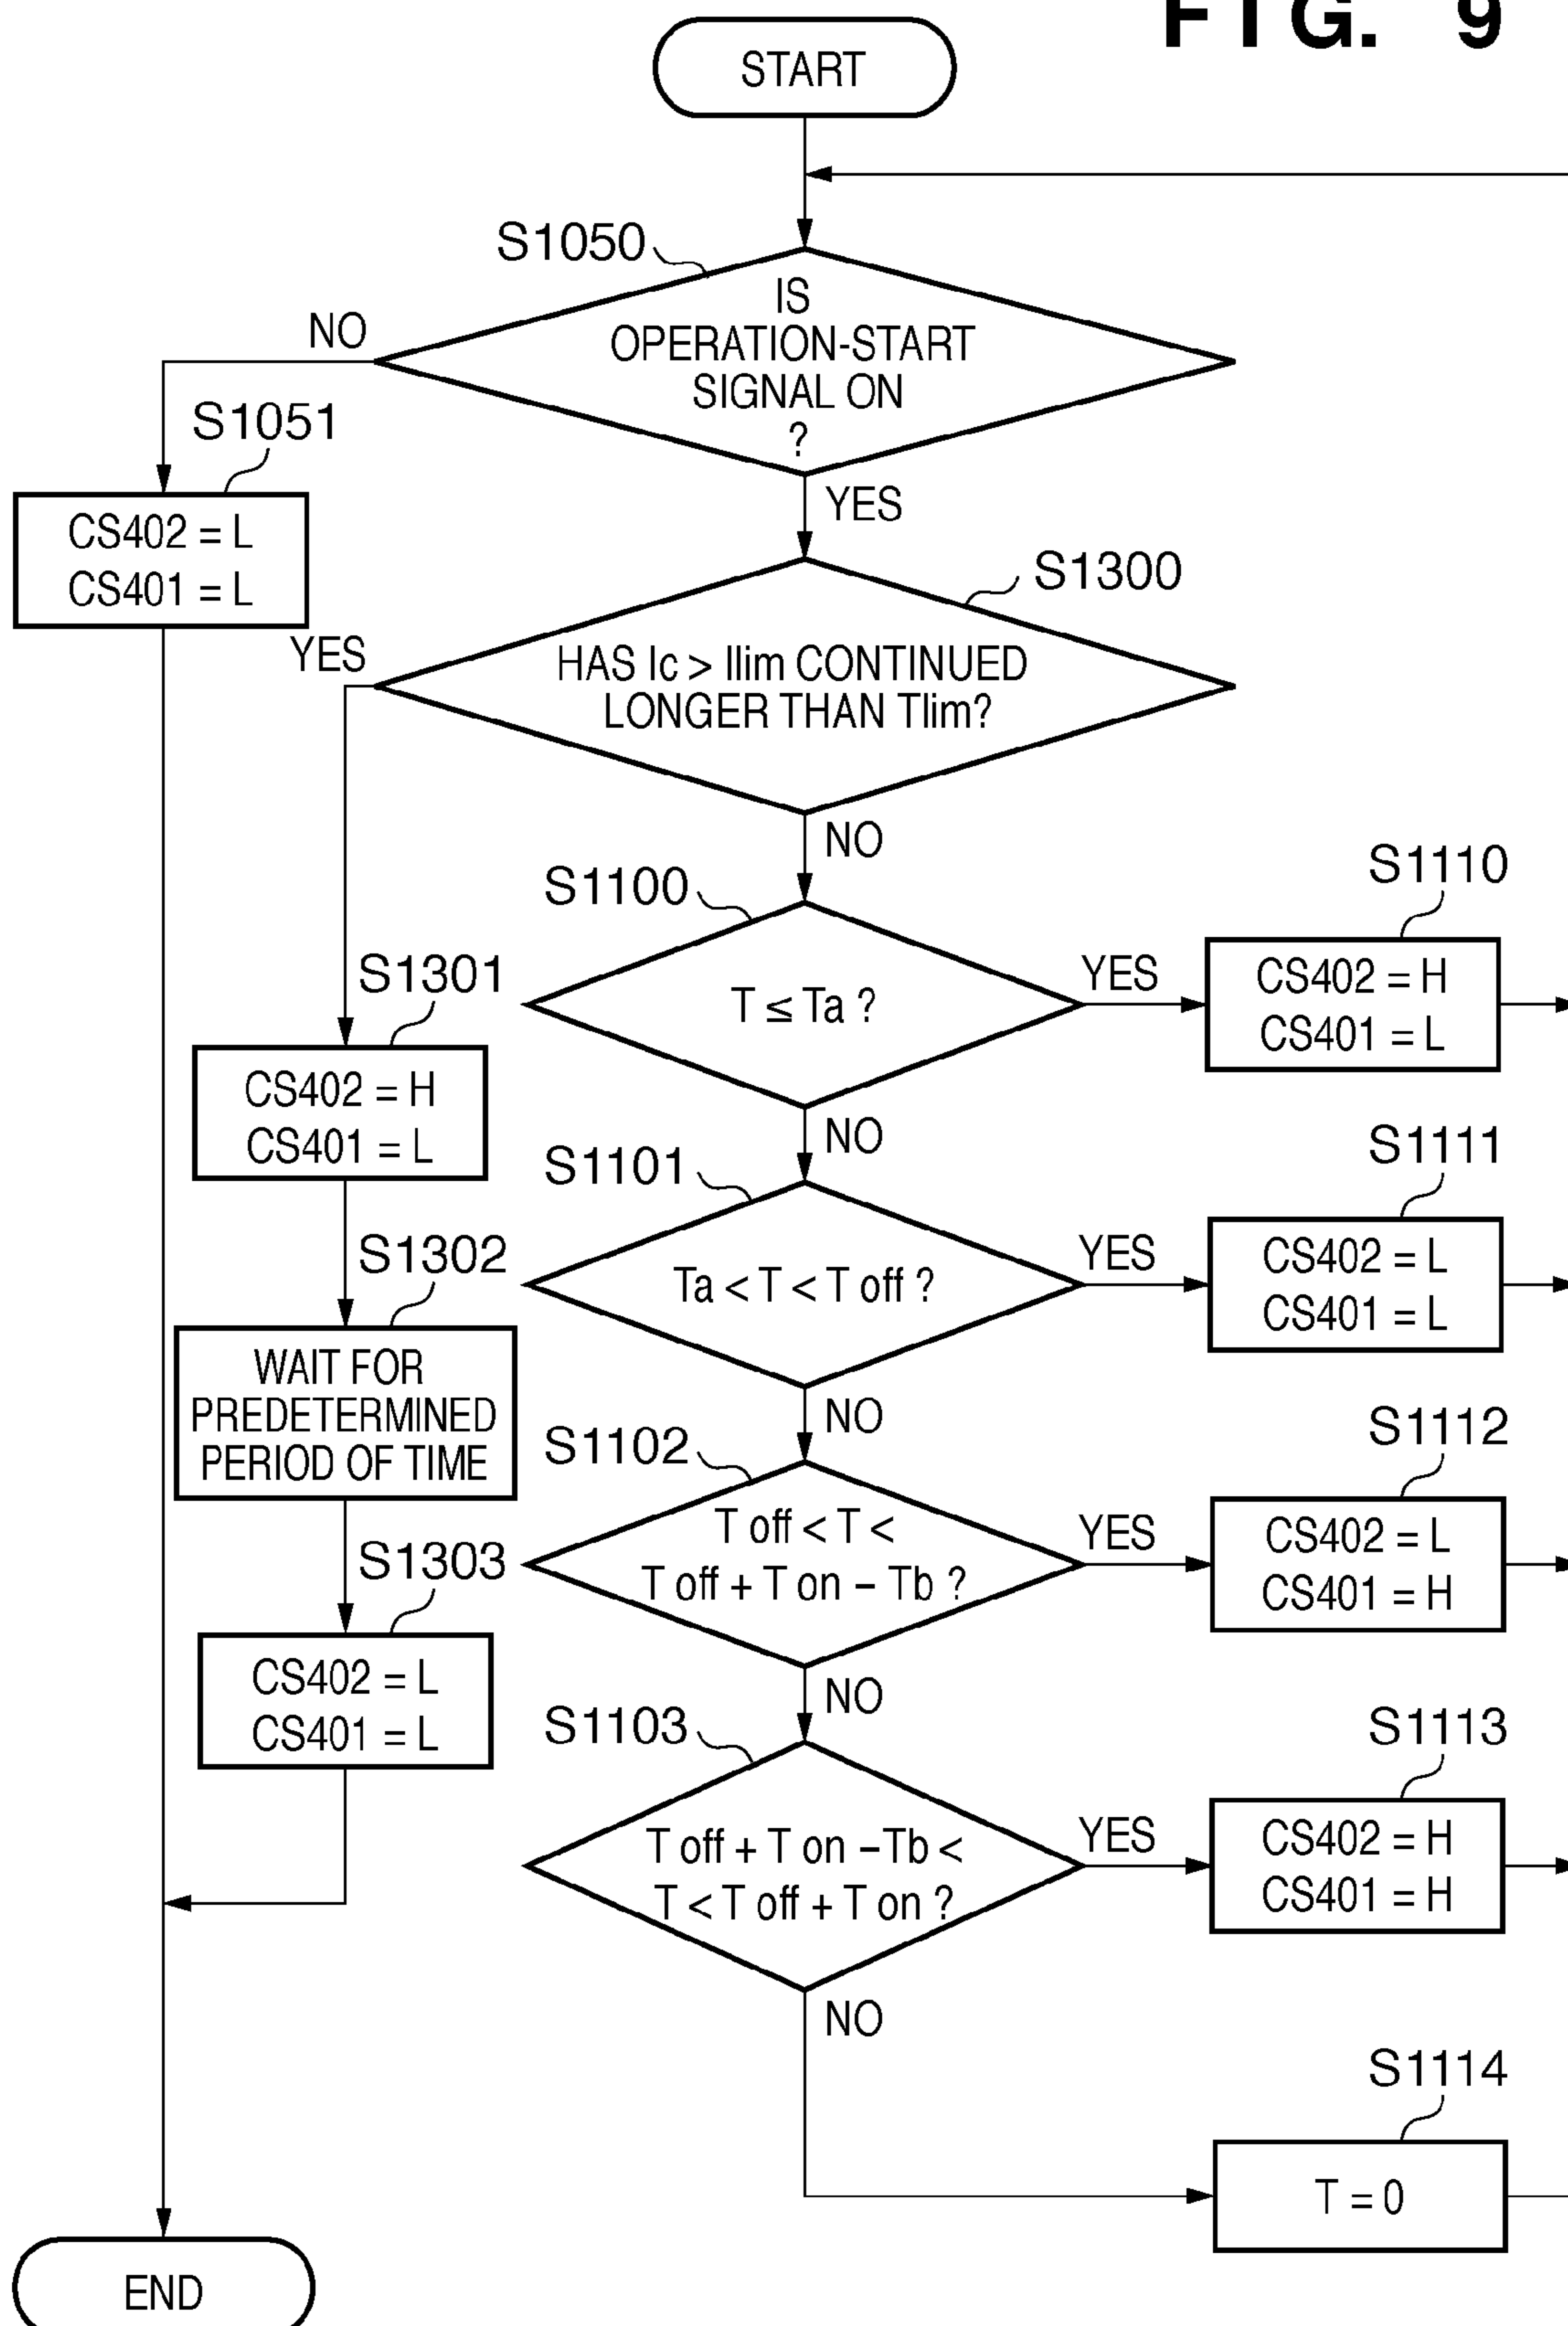 FIG. 9
START
S1050
IS
OPERATION-START
SIGNAL ON
?
NO
YES
S1051
CS402 = L
CS401 = L
S1300
HAS Ic > Ilim CONTINUED
LONGER THAN Tlim?
YES
NO
S1100
T ≤ Ta ?
YES
S1110
CS402 = H
CS401 = L
NO
S1301
CS402 = H
CS401 = L
S1101
Ta < T < T off ?
YES
S1111
CS402 = L
CS401 = L
NO
S1302
WAIT FOR
PREDETERMINED
PERIOD OF TIME
S1102
T off < T <
T off + T on – Tb ?
YES
S1112
CS402 = L
CS401 = H
NO
S1303
CS402 = L
CS401 = L
S1103
T off + T on –Tb <
T < T off + T on ?
YES
S1113
CS402 = H
CS401 = H
NO
S1114
T = 0
END